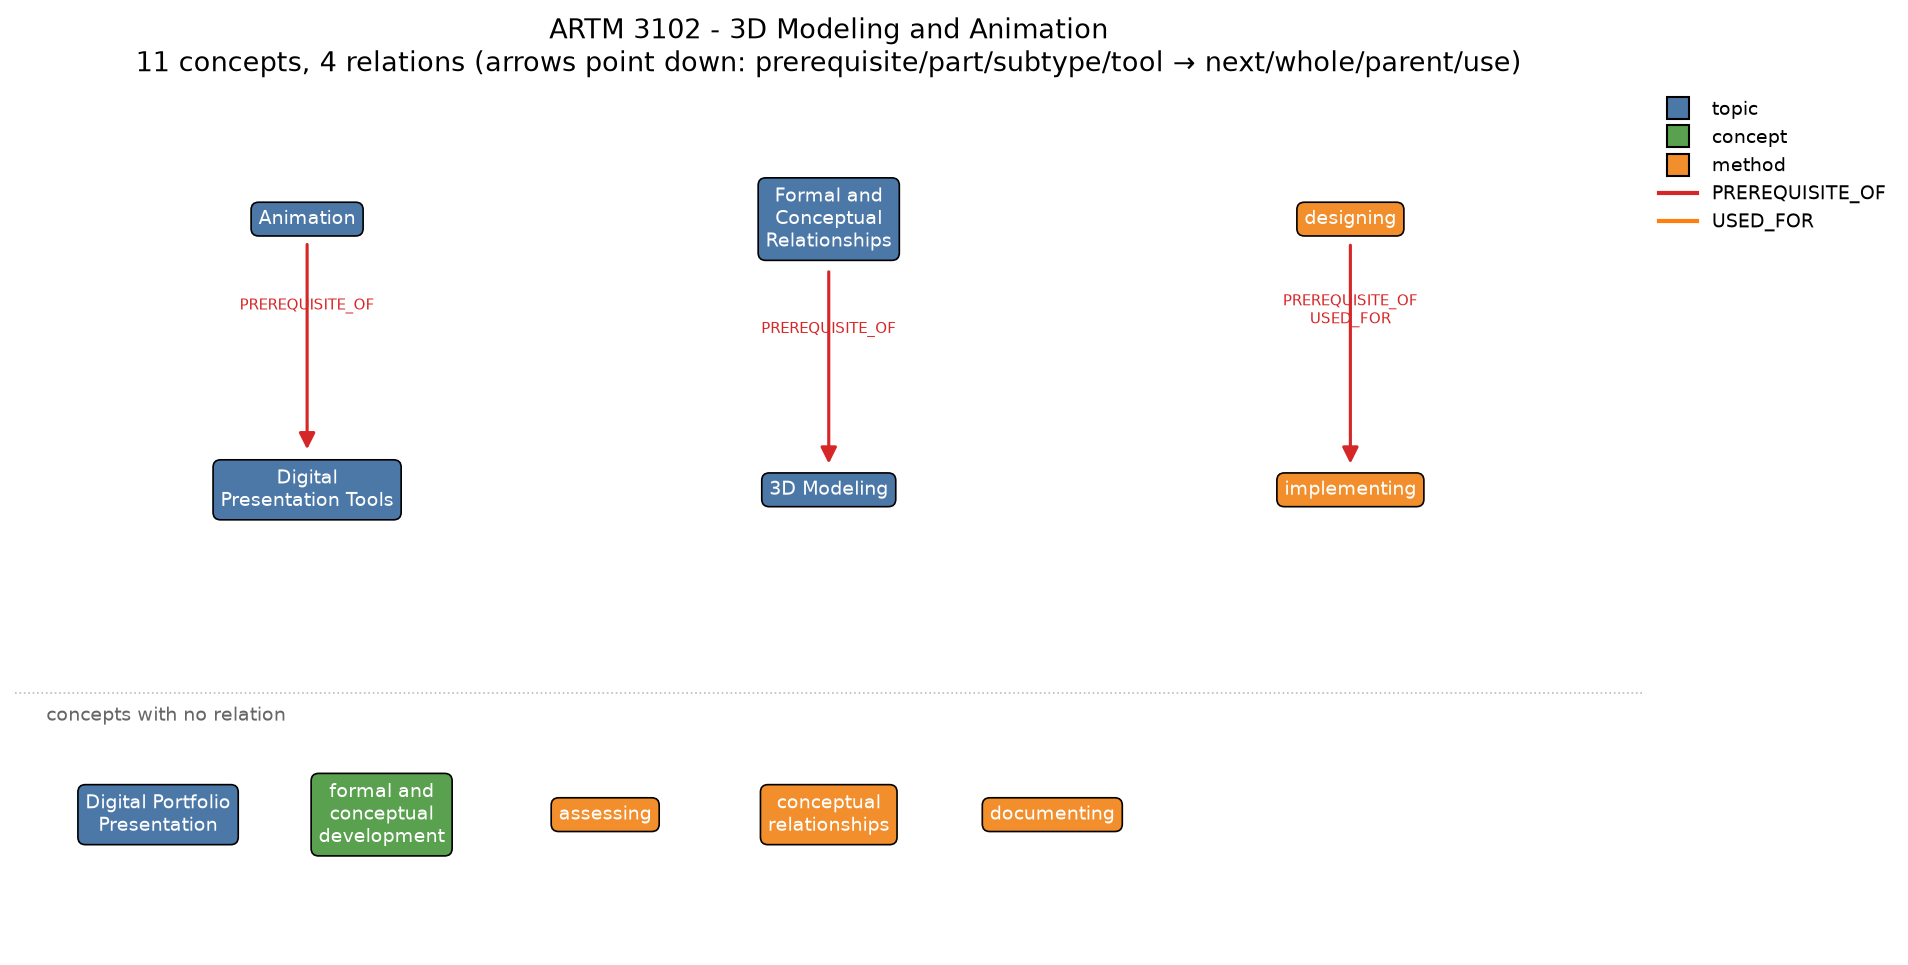 ARTM 3102 - 3D Modeling and Animation
11 concepts, 4 relations (arrows point down: prerequisite/part/subtype/tool → next/whole/parent/use)
topic
concept
method
PREREQUISITE_OF
USED_FOR
Animation
Formal and
Conceptual
Relationships
designing
PREREQUISITE_OF
PREREQUISITE_OF
PREREQUISITE_OF
USED_FOR
Digital
Presentation Tools
3D Modeling
implementing
concepts with no relation
Digital Portfolio
Presentation
formal and
conceptual
development
assessing
conceptual
relationships
documenting